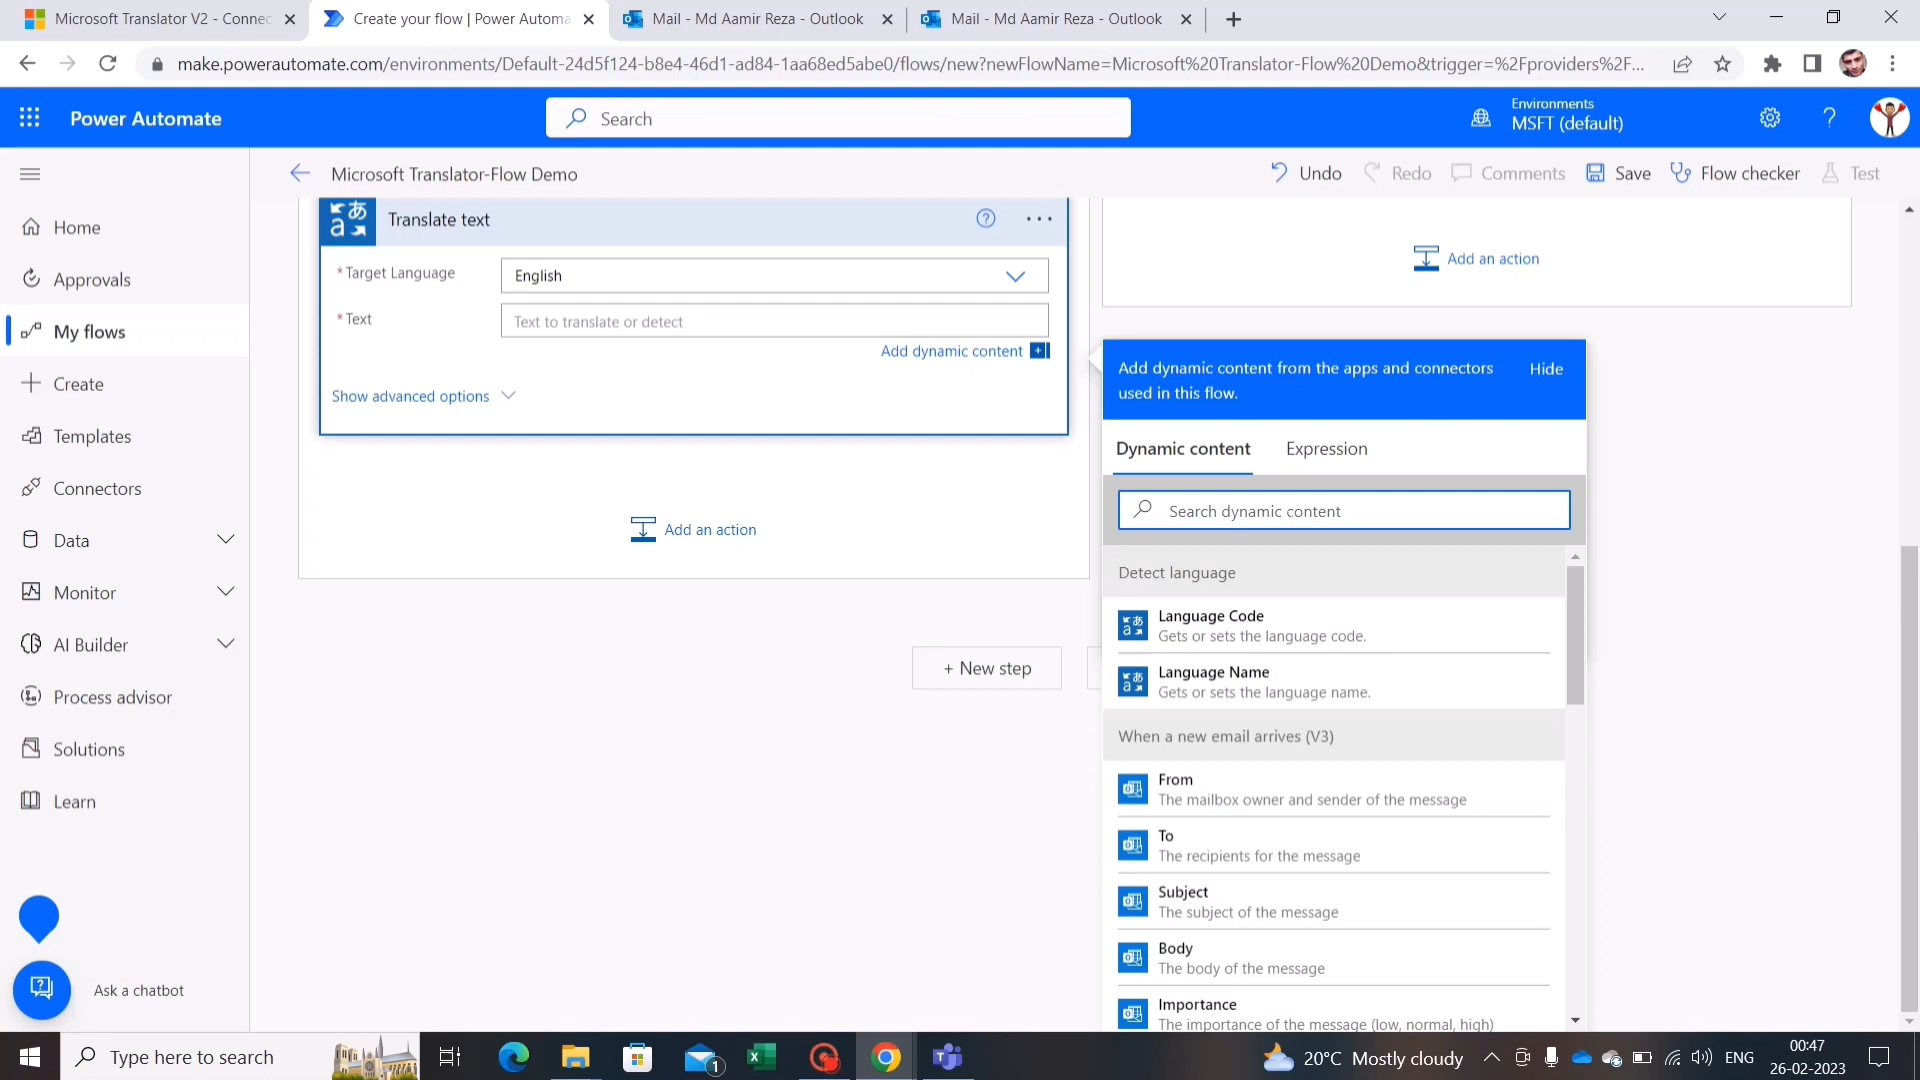 Microsoft Translator V2 - Connec
Create your flow | Power Automa
Mail - Md Aamir Reza - Outlook
Mail - Md Aamir Reza - Outlook
make.powerautomate.com/environments/Default-24d5f124-b8e4-46d1-ad84-1aa68ed5abe0/flows/new?newFlowName=Microsoft%20Translator-Flow%20Demo&trigger=%2Fproviders%2F...
Power Automate
Search
Environments
MSFT (default)
Microsoft Translator-Flow Demo
Undo
Redo
Comments
Save
Flow checker
Test
Home
Approvals
My flows
Create
Templates
Connectors
Data
Monitor
AI Builder
Process advisor
Solutions
Learn
Ask a chatbot
Translate text
* Target Language
English
* Text
Text to translate or detect
Add dynamic content
Show advanced options
Add an action
+ New step
Add an action
Add dynamic content from the apps and connectors
used in this flow.
Hide
Dynamic content
Expression
Search dynamic content
Detect language
Language Code
Gets or sets the language code.
Language Name
Gets or sets the language name.
When a new email arrives (V3)
From
The mailbox owner and sender of the message
To
The recipients for the message
Subject
The subject of the message
Body
The body of the message
Importance
The importance of the message (low, normal, high)
Type here to search
1
20°C Mostly cloudy
ENG
00:47
26-02-2023